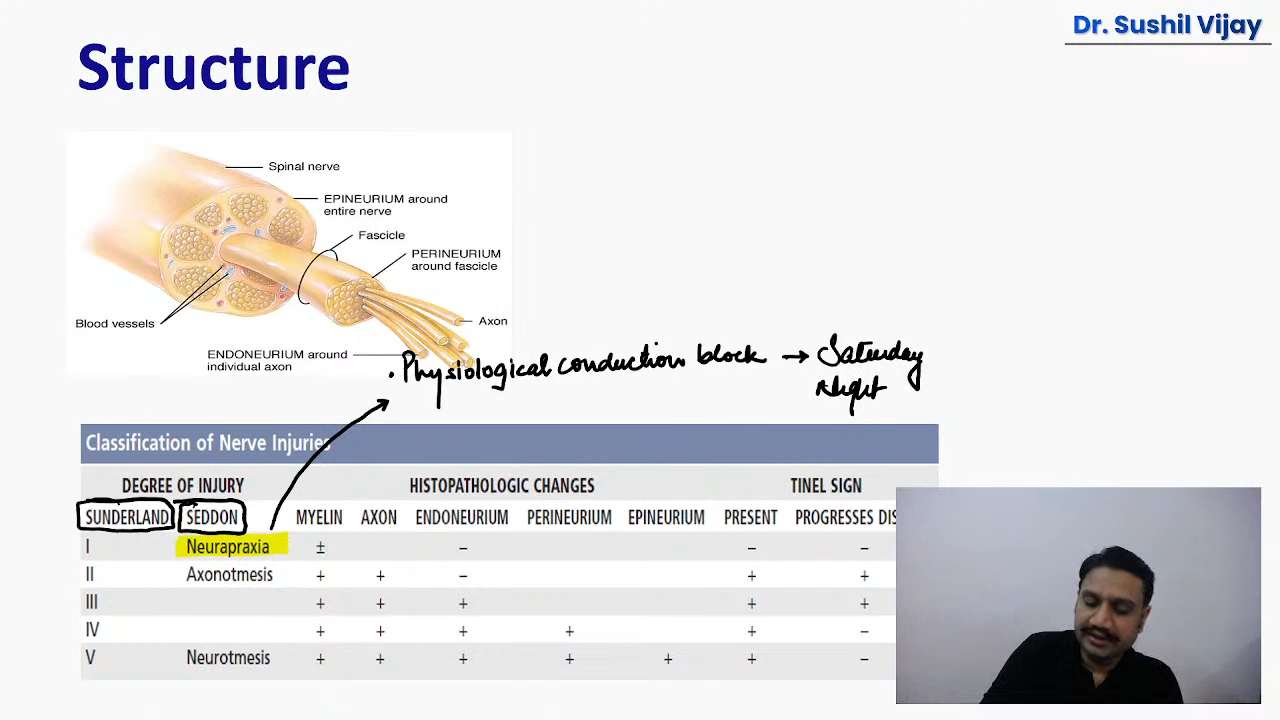 Dr. Sushil Vijay
Structure
Spinal nerve
EPINEURIUM around
entire nerve
Fascicle
PERINEURIUM
around fascicle
Blood vessels
Axon
ENDONEURIUM around
individual axon
. Physiological conduction block → Saturday
Night
Classification of Nerve Injuries
DEGREE OF INJURY HISTOPATHOLOGIC CHANGES TINEL SIGN
SUNDERLAND SEDDON MYELIN AXON ENDONEURIUM PERINEURIUM EPINEURIUM PRESENT PROGRESSES DIS
I Neurapraxia ± – – –
II Axonotmesis + + – + +
III + + + + +
IV + + + + + –
V Neurotmesis + + + + + + –